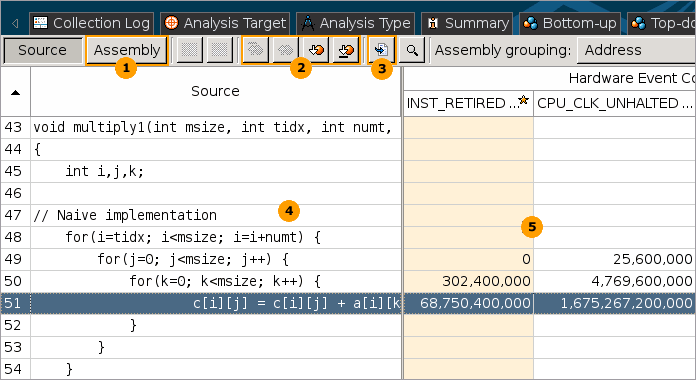 Collection Log Analysis Target Analysis Type Summary Bottom-up Top-do
Source Assembly Assembly grouping: Address
1 2 3
Source Hardware Event Co
INST_RETIRED ... CPU_CLK_UNHALTED ...
43 void multiply1(int msize, int tidx, int numt,
44 {
45 int i,j,k;
46
47 // Naive implementation 4
48 for(i=tidx; i<msize; i=i+numt) { 5
49 for(j=0; j<msize; j++) { 0 25,600,000
50 for(k=0; k<msize; k++) { 302,400,000 4,769,600,000
51 c[i][j] = c[i][j] + a[i][k 68,750,400,000 1,675,267,200,000
52 }
53 }
54 }